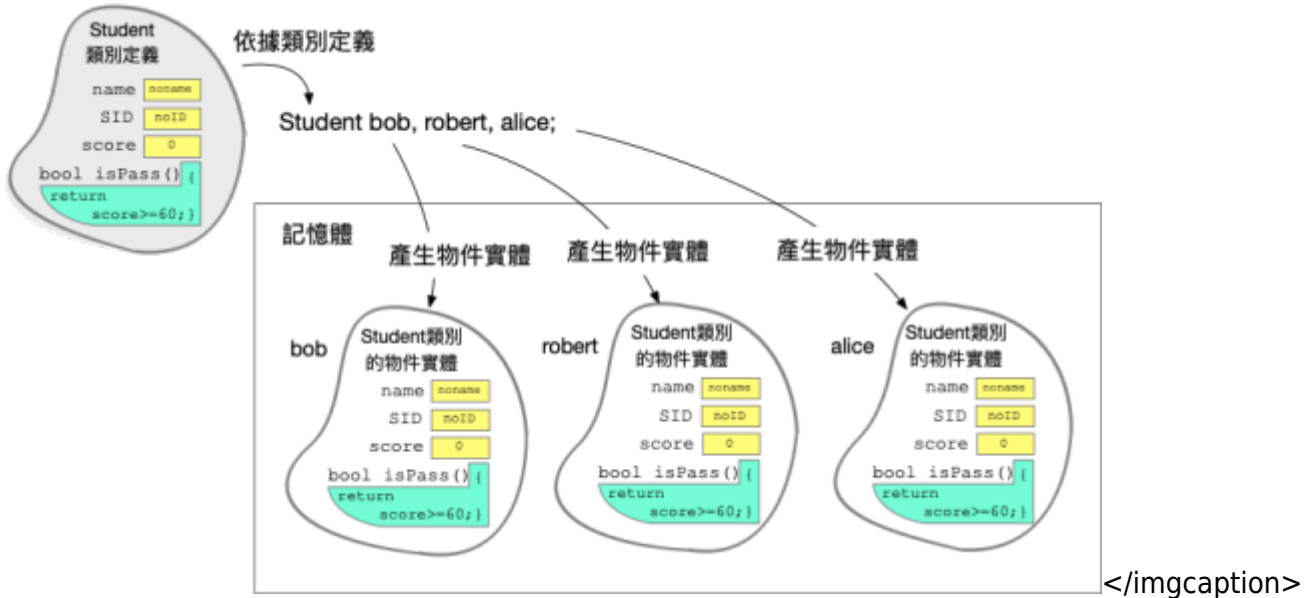 Student
類別定義
name noname
SID noID
score 0
bool isPass() {
return
score>=60;}
依據類別定義
Student bob, robert, alice;
記憶體
產生物件實體
產生物件實體
產生物件實體
bob
Student類別
的物件實體
name noname
SID noID
score 0
bool isPass() {
return
score>=60;}
robert
Student類別
的物件實體
name noname
SID noID
score 0
bool isPass() {
return
score>=60;}
alice
Student類別
的物件實體
name noname
SID noID
score 0
bool isPass() {
return
score>=60;}
</imgcaption>